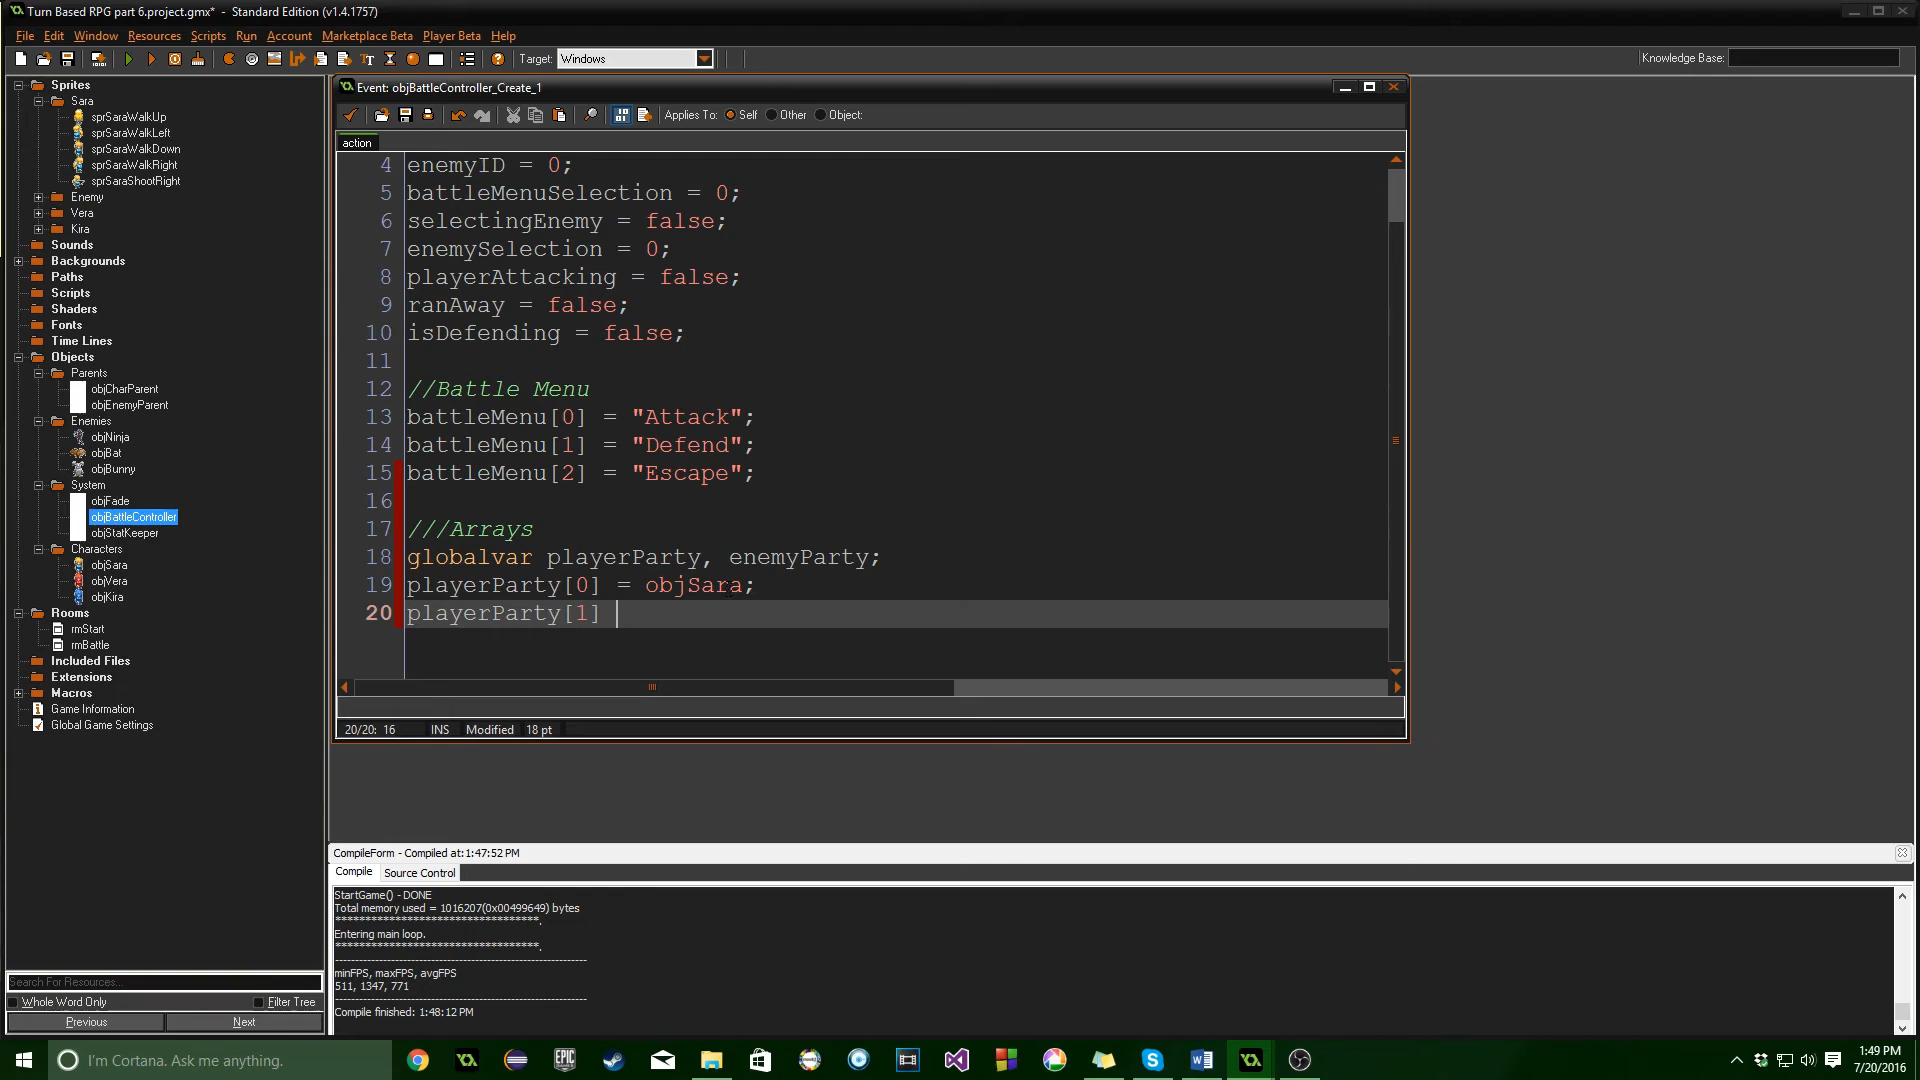 Turn Based RPG part 6.project.gmx* - Standard Edition (v1.4.1757)
File Edit Window Resources Scripts Run Account Marketplace Beta Player Beta Help
Target: Windows
Knowledge Base:
Sprites
Sara
sprSaraWalkUp
sprSaraWalkLeft
sprSaraWalkDown
sprSaraWalkRight
sprSaraShootRight
Enemy
Vera
Kira
Sounds
Backgrounds
Paths
Scripts
Shaders
Fonts
Time Lines
Objects
Parents
objCharParent
objEnemyParent
Enemies
objNinja
objBat
objBunny
System
objFade
objBattleController
objStatKeeper
Characters
objSara
objVera
objKira
Rooms
rmStart
rmBattle
Included Files
Extensions
Macros
Game Information
Global Game Settings
Search For Resources...
Whole Word Only Filter Tree
Previous Next
Event: objBattleController_Create_1
Applies To: Self Other Object:
action
4 enemyID = 0;
5 battleMenuSelection = 0;
6 selectingEnemy = false;
7 enemySelection = 0;
8 playerAttacking = false;
9 ranAway = false;
10 isDefending = false;
11
12 //Battle Menu
13 battleMenu[0] = "Attack";
14 battleMenu[1] = "Defend";
15 battleMenu[2] = "Escape";
16
17 ///Arrays
18 globalvar playerParty, enemyParty;
19 playerParty[0] = objSara;
20 playerParty[1]
20/20: 16 INS Modified 18 pt
CompileForm - Compiled at:1:47:52 PM
Compile Source Control
StartGame() - DONE
Total memory used = 1016207(0x00499649) bytes
***********************************.
Entering main loop.
***********************************.
---------------------------------------------------------------
minFPS, maxFPS, avgFPS
511, 1347, 771
---------------------------------------------------------------
Compile finished: 1:48:12 PM
I'm Cortana. Ask me anything.
EPIC GAMES
1:49 PM
7/20/2016